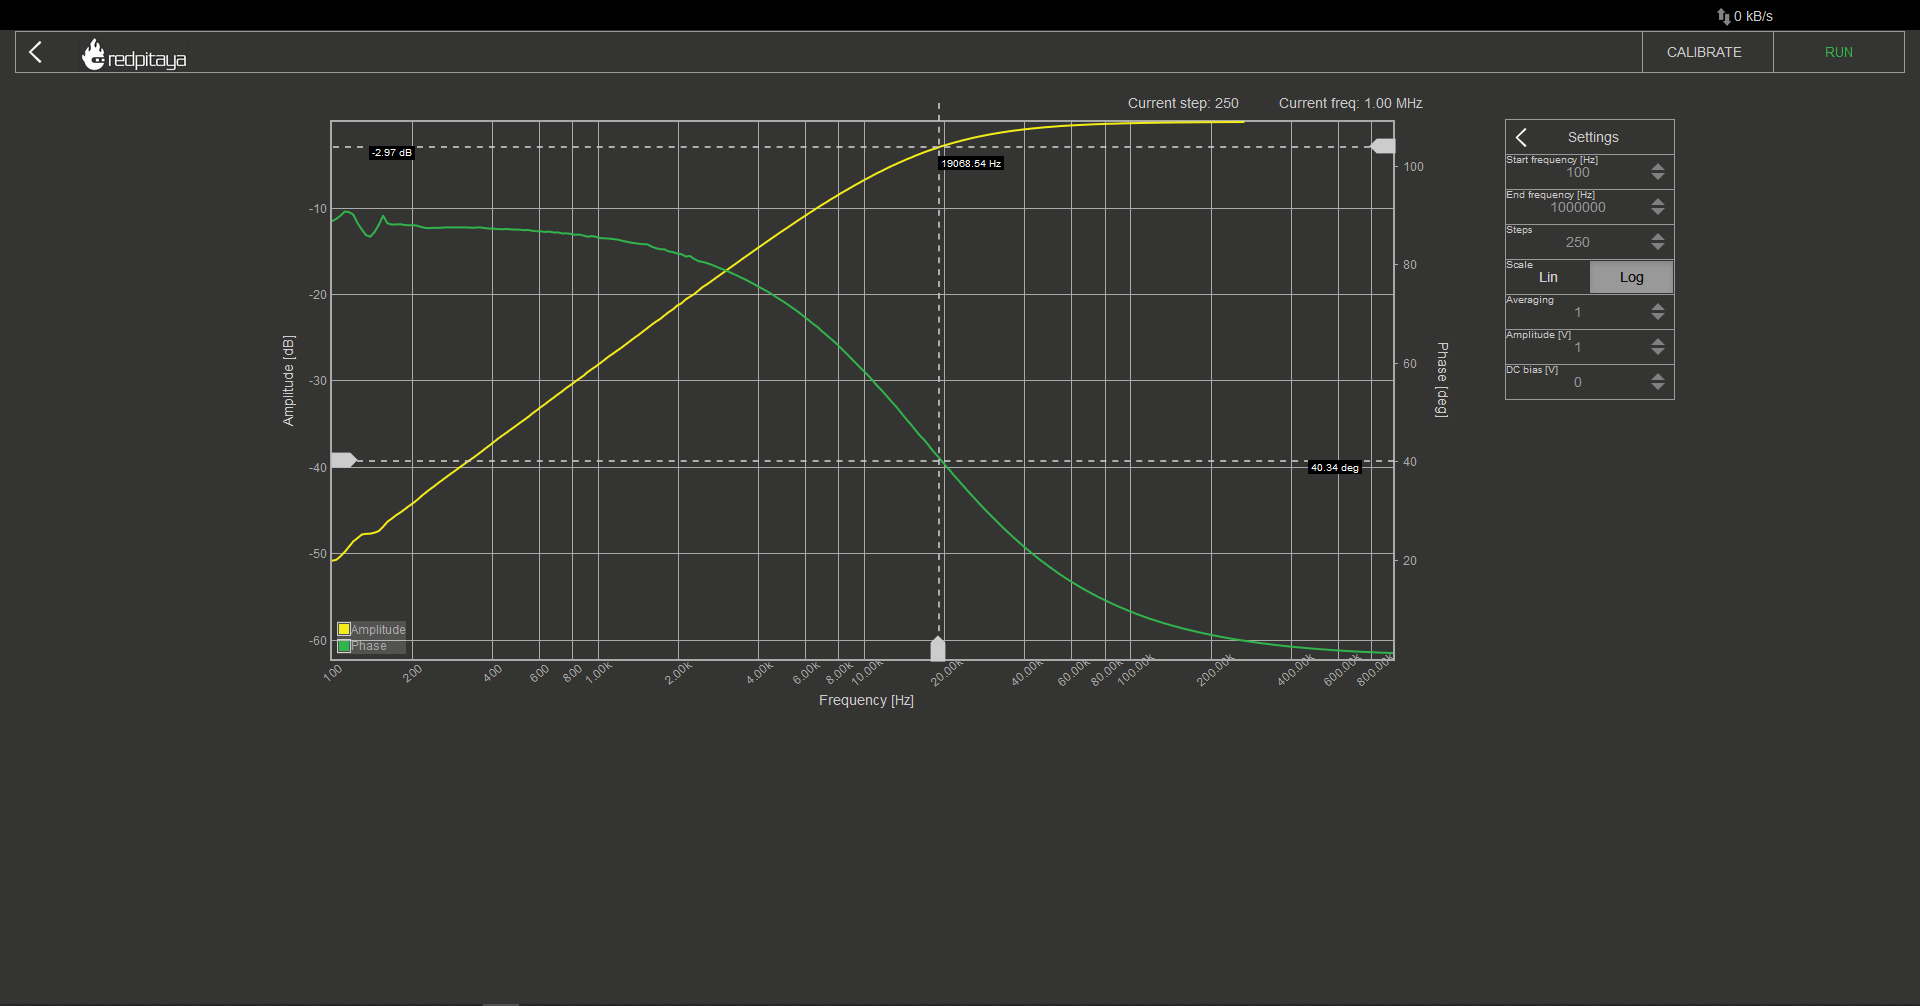 0 kB/s
redpitaya
CALIBRATE
RUN
Current step: 250
Current freq: 1.00 MHz
-2.97 dB
19068.54 Hz
40.34 deg
Amplitude [dB]
-10
-20
-30
-40
-50
-60
100
80
60
40
20
Phase [deg]
Amplitude
Phase
100
200
400
600
800
1.00k
2.00k
4.00k
6.00k
8.00k
10.00k
20.00k
40.00k
60.00k
80.00k
100.00k
200.00k
400.00k
600.00k
800.00k
Frequency [Hz]
Settings
Start frequency [Hz]
100
End frequency [Hz]
1000000
Steps
250
Scale
Lin Log
Averaging
1
Amplitude [V]
1
DC bias [V]
0